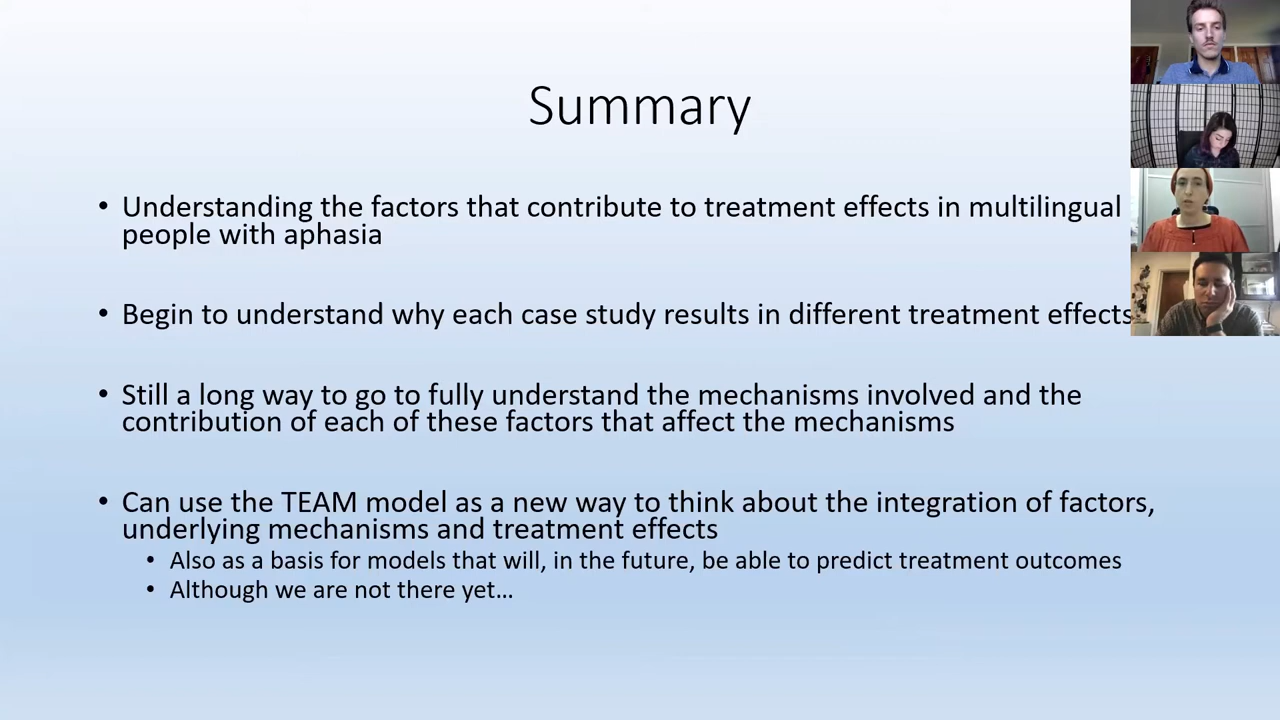 Summary
• Understanding the factors that contribute to treatment effects in multilingual
people with aphasia
• Begin to understand why each case study results in different treatment effects
• Still a long way to go to fully understand the mechanisms involved and the
contribution of each of these factors that affect the mechanisms
• Can use the TEAM model as a new way to think about the integration of factors,
underlying mechanisms and treatment effects
• Also as a basis for models that will, in the future, be able to predict treatment outcomes
• Although we are not there yet…